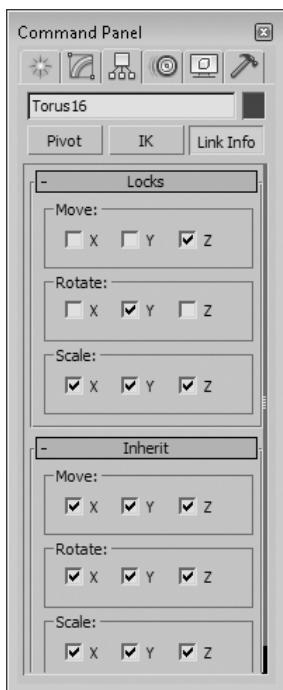 Command Panel
Torus16
Pivot IK Link Info
- Locks
Move:
X Y Z
Rotate:
X Y Z
Scale:
X Y Z
- Inherit
Move:
X Y Z
Rotate:
X Y Z
Scale:
X Y Z